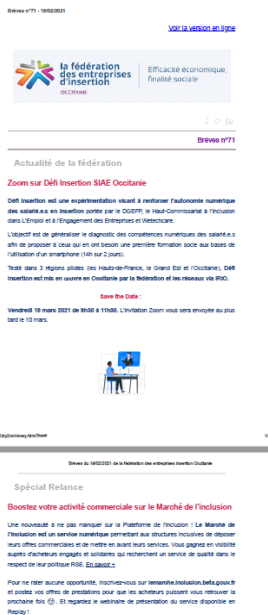 Brèves n°71 - 19/02/2021
Voir la version en ligne
la fédération
des entreprises
d'insertion
OCCITANIE
Efficacité économique,
finalité sociale
Brèves n°71
Actualité de la fédération
Zoom sur Défi Insertion SIAE Occitanie
Défi Insertion est une expérimentation visant à renforcer l'autonomie numérique
des salarié.e.s en insertion portée par le DGEFP, le Haut-Commissariat à l'inclusion
dans L'Emploi et à l'Engagement des Entreprises et Wetechcare.
L'objectif est de généraliser le diagnostic des compétences numériques des salarié.e.s
afin de proposer à ceux qui en ont besoin une première formation socle aux bases de
l'utilisation d'un smartphone (14h sur 2 jours).
Testé dans 3 régions pilotes (les Hauts-de-France, le Grand Est et l'Occitanie), Défi
Insertion est mis en œuvre en Occitanie par la fédération et les réseaux via IRIO.
Save the Date :
Vendredi 19 mars 2021 de 9h30 à 11h30. L'invitation Zoom vous sera envoyée au plus
tard le 10 mars.
Brèves du 19/02/2021 de la fédération des entreprises insertion Occitanie
Spécial Relance
Boostez votre activité commerciale sur le Marché de l'inclusion
Une nouveauté à ne pas manquer sur la Plateforme de l'inclusion ! Le Marché de
l'inclusion est un service numérique permettant aux structures inclusives de déposer
leurs offres commerciales et de mettre en avant leurs services. Vous gagnez en visibilité
auprès d'acheteurs engagés et solidaires qui recherchent un service de qualité dans le
respect de leur politique RSE. En savoir +
Pour ne rater aucune opportunité, inscrivez-vous sur lemarche.inclusion.beta.gouv.fr
et postez vos offres de prestations pour que les acheteurs puissent vous retrouver la
prochaine fois. Et regardez le webinaire de présentation du service disponible en
Replay !